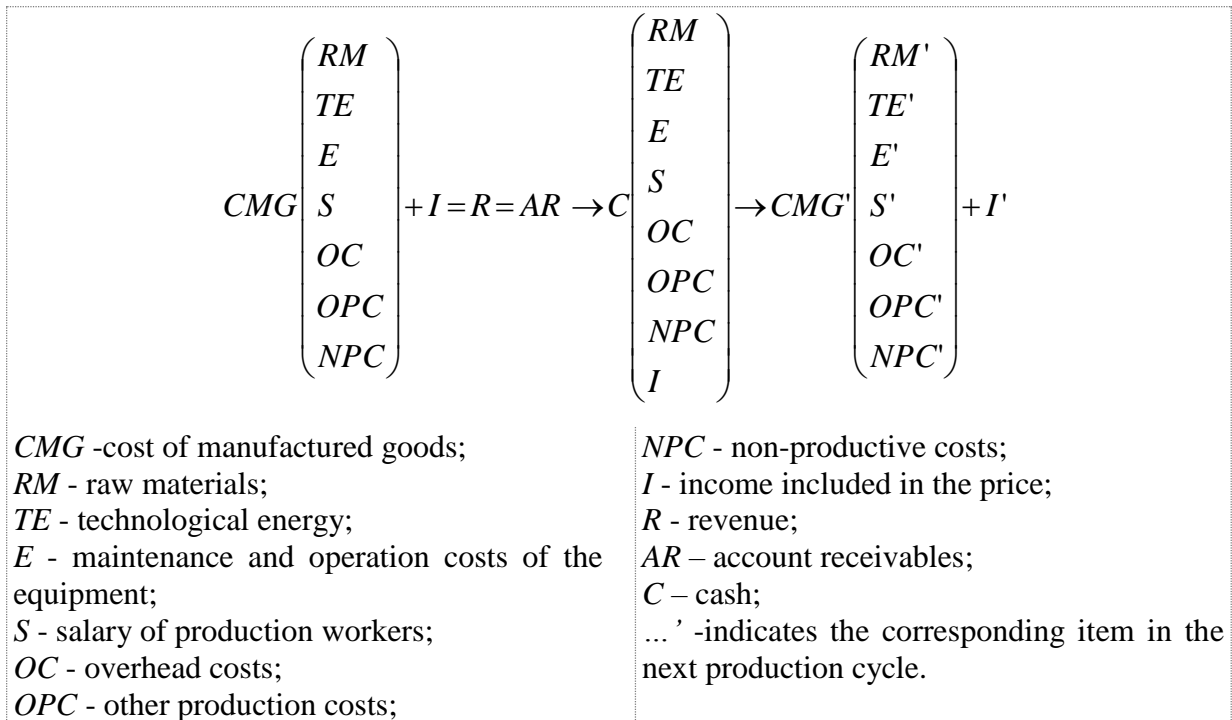 CMG ( RM TE E S OC OPC NPC ) + I = R = AR → C ( RM TE E S OC OPC NPC I ) → CMG' ( RM' TE' E' S' OC' OPC' NPC' ) + I'
CMG -cost of manufactured goods;
RM - raw materials;
TE - technological energy;
E - maintenance and operation costs of the
equipment;
S - salary of production workers;
OC - overhead costs;
OPC - other production costs;
NPC - non-productive costs;
I - income included in the price;
R - revenue;
AR – account receivables;
C – cash;
…’ -indicates the corresponding item in the
next production cycle.